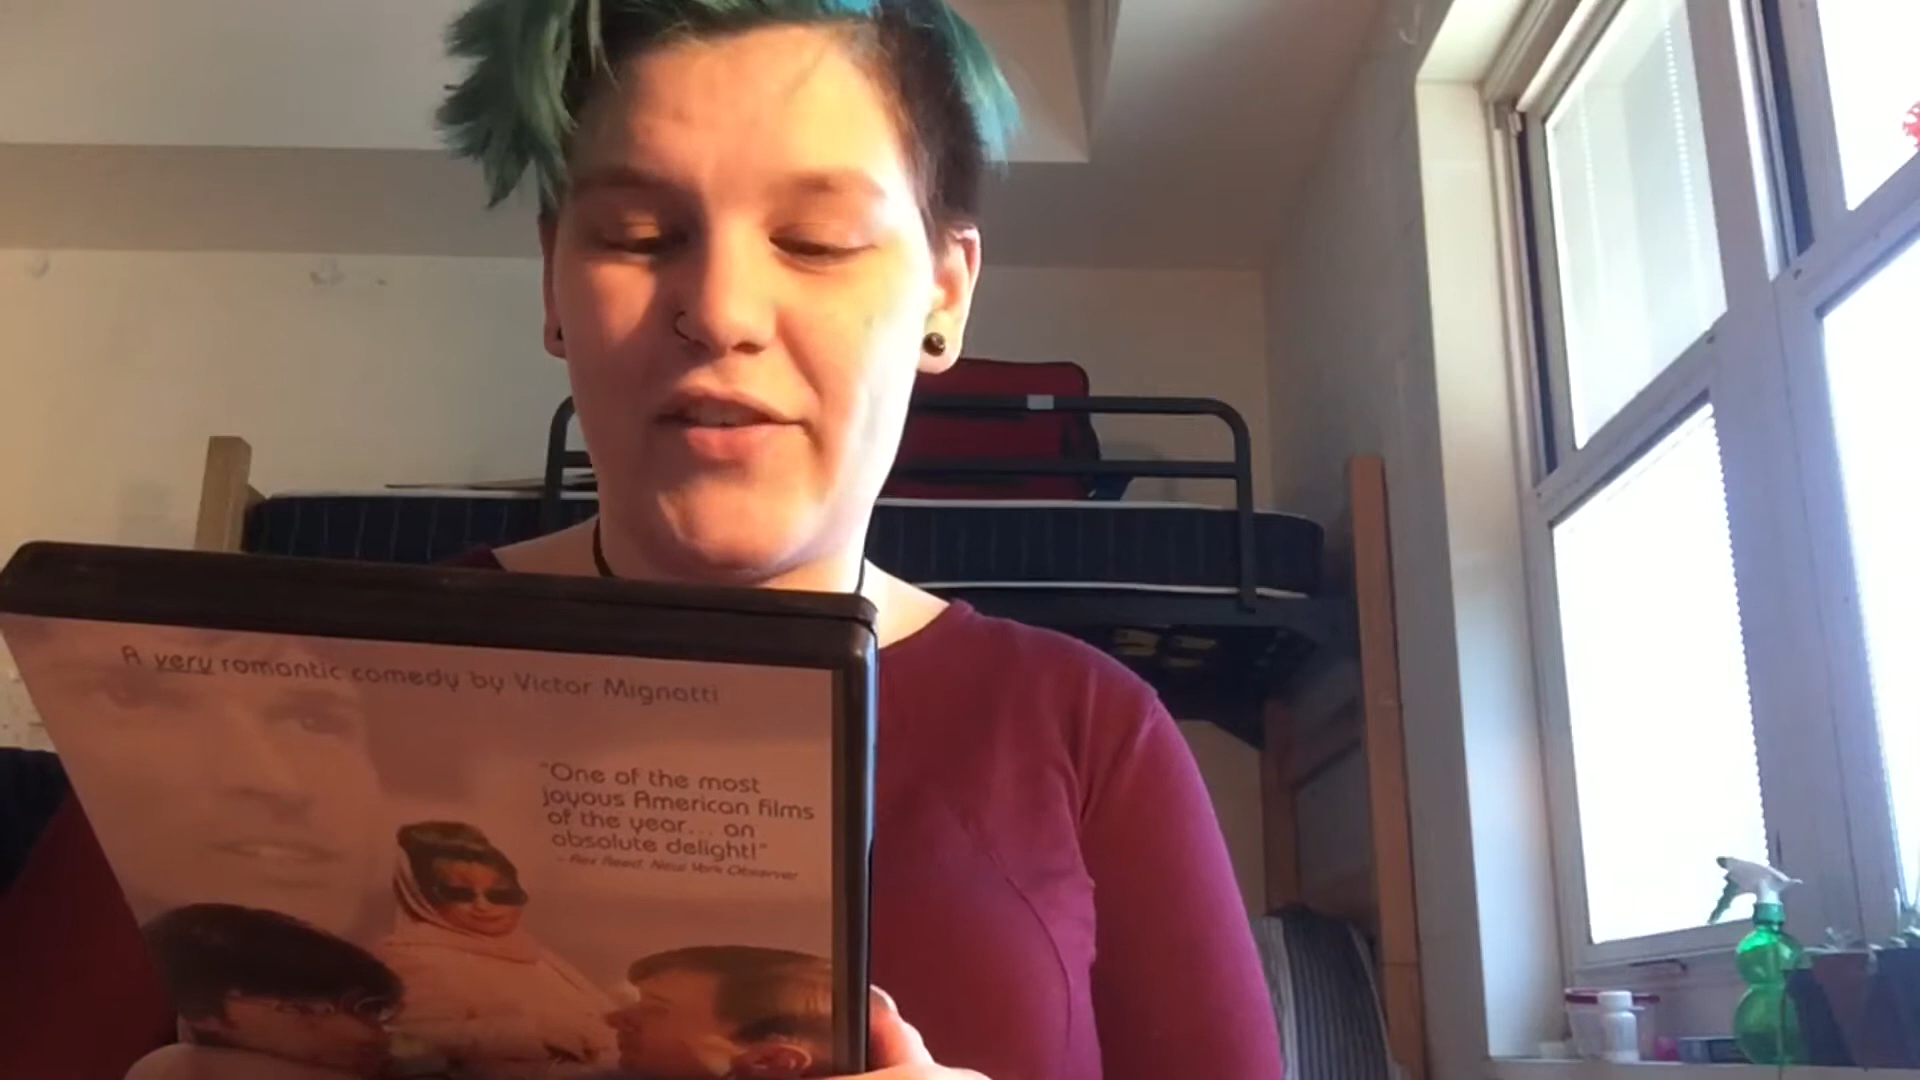 A very romantic comedy by Victor Mignatti
"One of the most
joyous American films
of the year... an
absolute delight!"
- Rex Reed, New York Observer